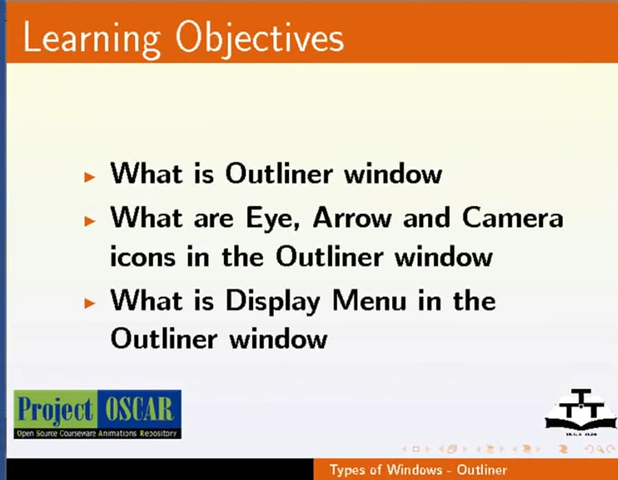 Learning Objectives
What is Outliner window
What are Eye, Arrow and Camera
icons in the Outliner window
What is Display Menu in the
Outliner window
Project OSCAR
Open Source Courseware Animations Repository
Types of Windows - Outliner